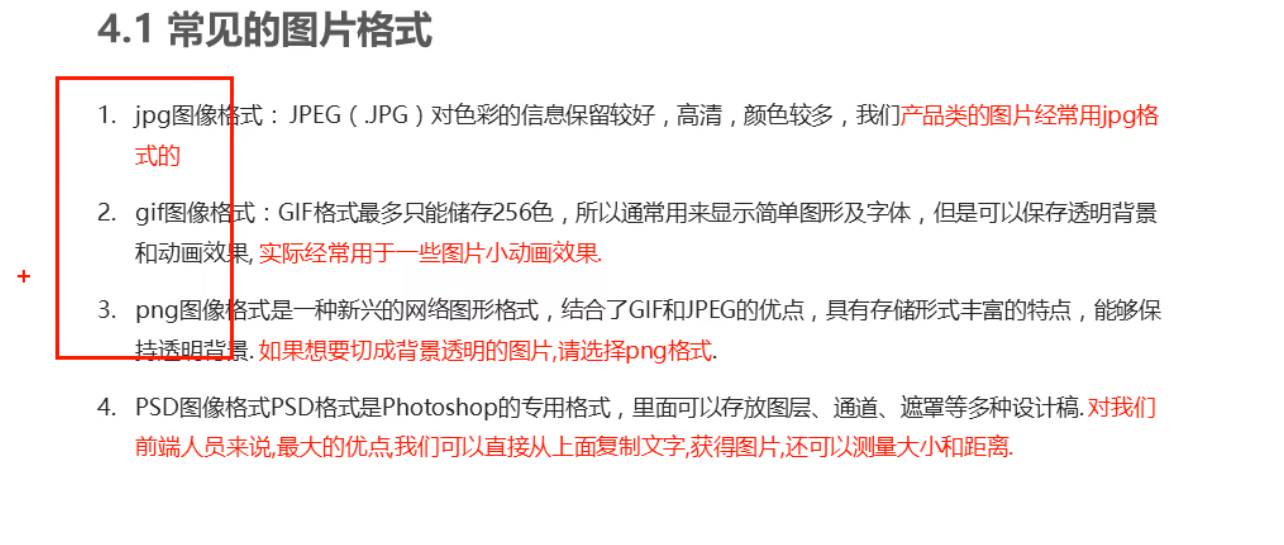 4.1 常见的图片格式
1. jpg图像格式： JPEG（.JPG）对色彩的信息保留较好，高清，颜色较多，我们产品类的图片经常用jpg格
式的
2. gif图像格式：GIF格式最多只能储存256色，所以通常用来显示简单图形及字体，但是可以保存透明背景
和动画效果, 实际经常用于一些图片小动画效果.
3. png图像格式是一种新兴的网络图形格式，结合了GIF和JPEG的优点，具有存储形式丰富的特点，能够保
持透明背景. 如果想要切成背景透明的图片,请选择png格式.
4. PSD图像格式PSD格式是Photoshop的专用格式，里面可以存放图层、通道、遮罩等多种设计稿. 对我们
前端人员来说,最大的优点,我们可以直接从上面复制文字,获得图片,还可以测量大小和距离.